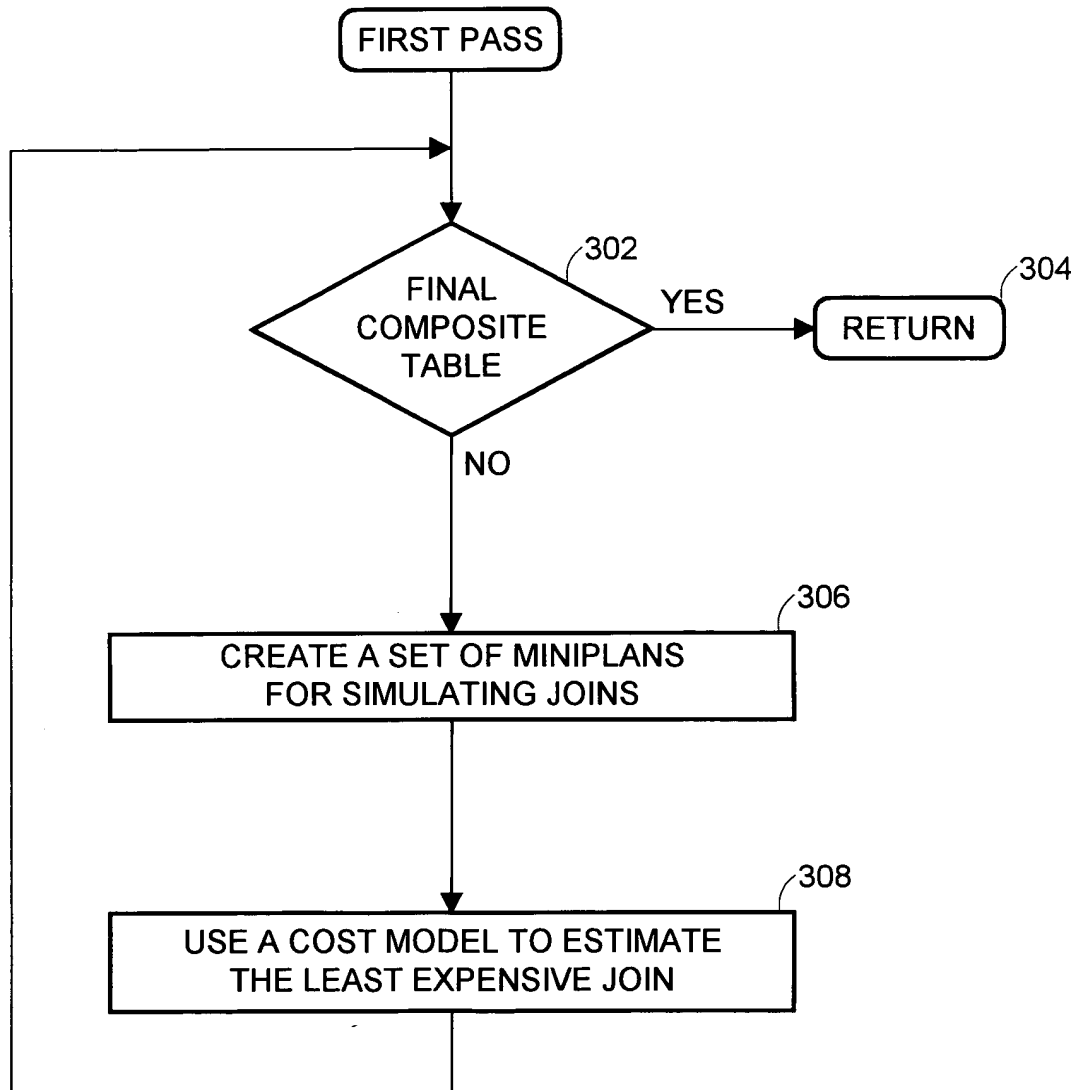 FIRST PASS
302
FINAL
COMPOSITE
TABLE
YES
304
RETURN
NO
306
CREATE A SET OF MINIPLANS
FOR SIMULATING JOINS
308
USE A COST MODEL TO ESTIMATE
THE LEAST EXPENSIVE JOIN